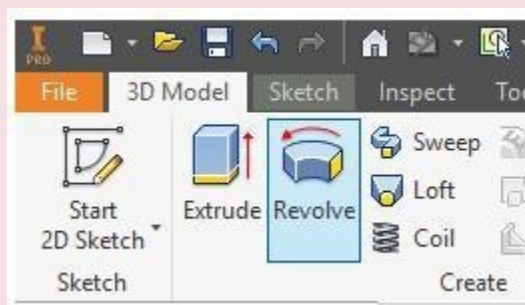 PRO
File 3D Model Sketch Inspect
Start
2D Sketch
Extrude Revolve
Sweep
Loft
Coil
Sketch Create